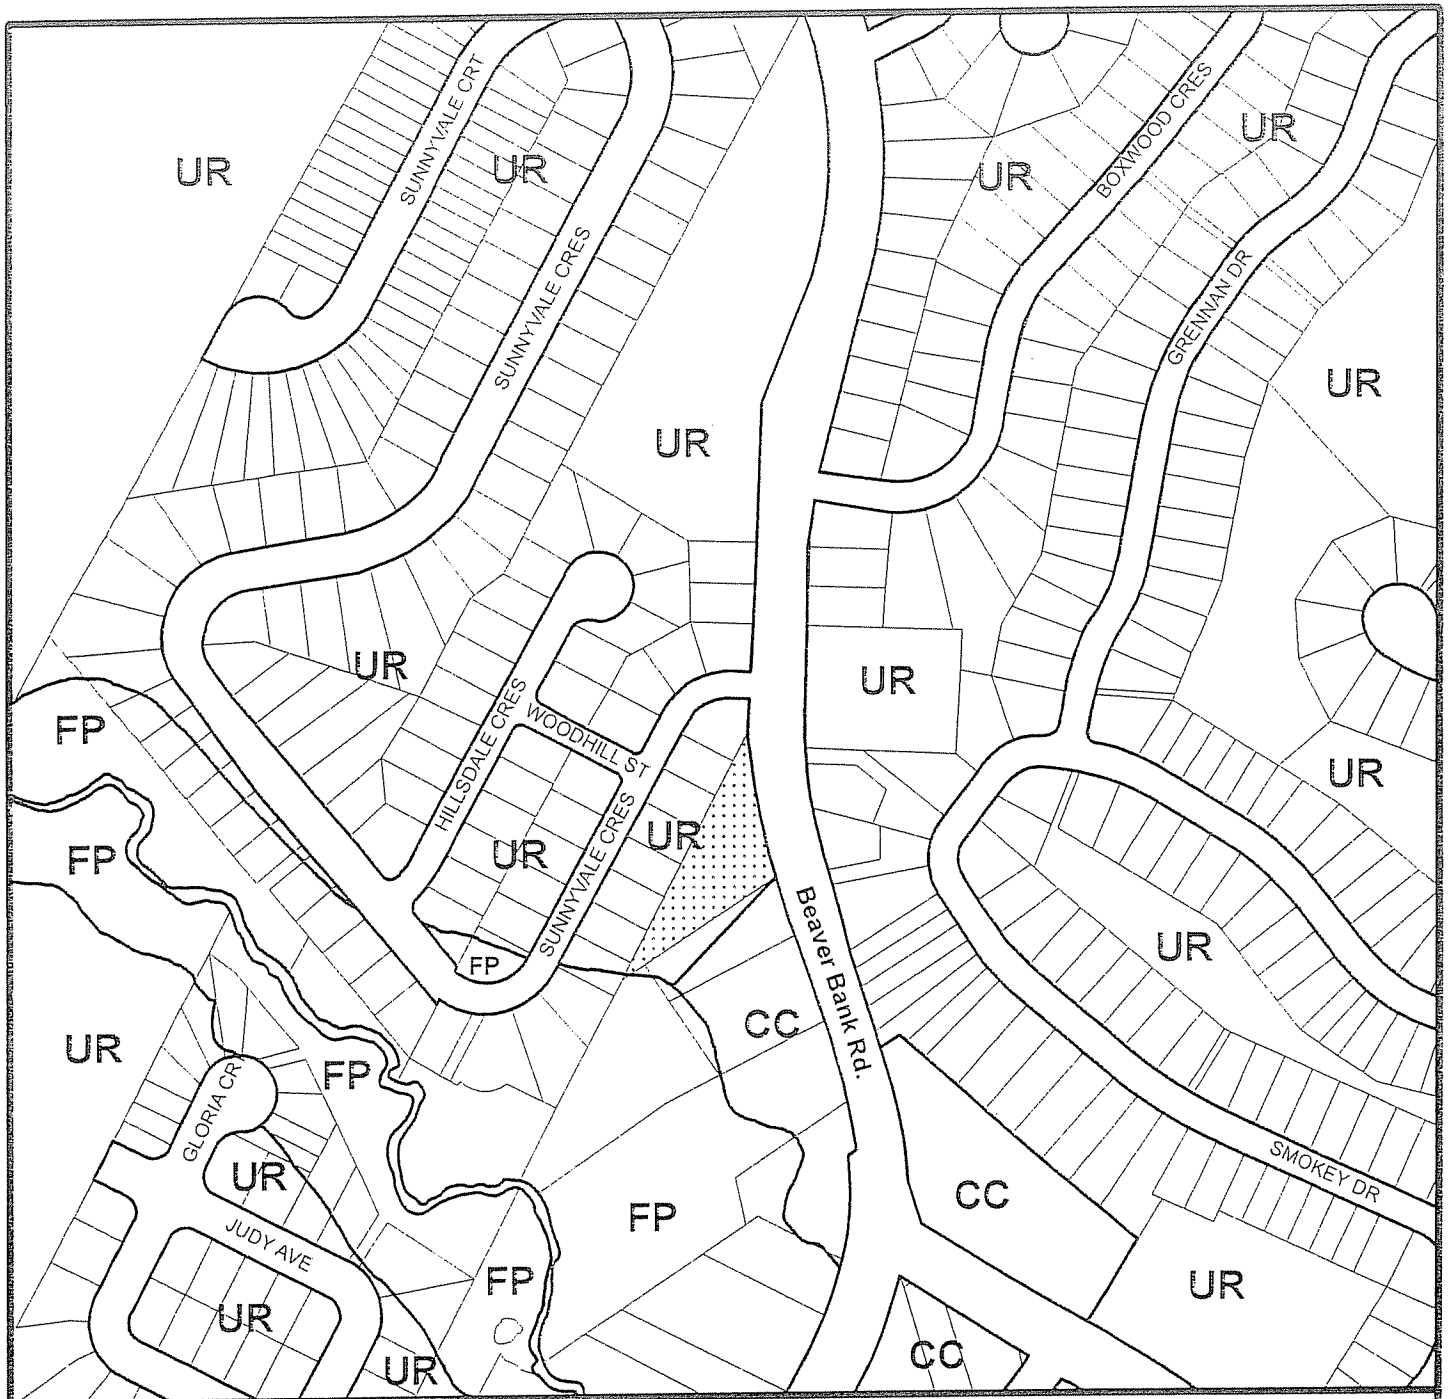 SUNNYVALE CRT
UR
UR
BOXWOOD CRES
UR
UR
SUNNYVALE CRES
GRENNAN DR
UR
UR
UR
UR
FP
HILLSDALE CRES
WOODHILL ST
UR
UR
UR
SUNNYVALE CRES
FP
Beaver Bank Rd.
UR
FP
CC
UR
FP
GLORIA CR
UR
SMOKEY DR
CC
FP
JUDY AVE
FP
UR
UR
CC
UR